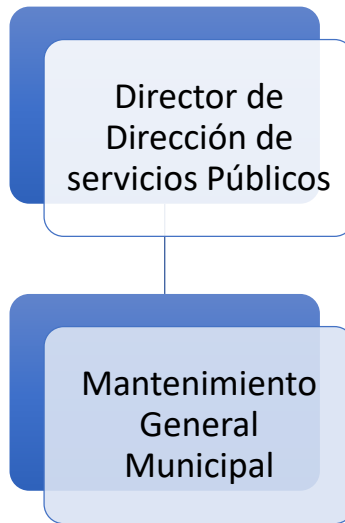 Director de
Dirección de
servicios Públicos
Mantenimiento
General
Municipal